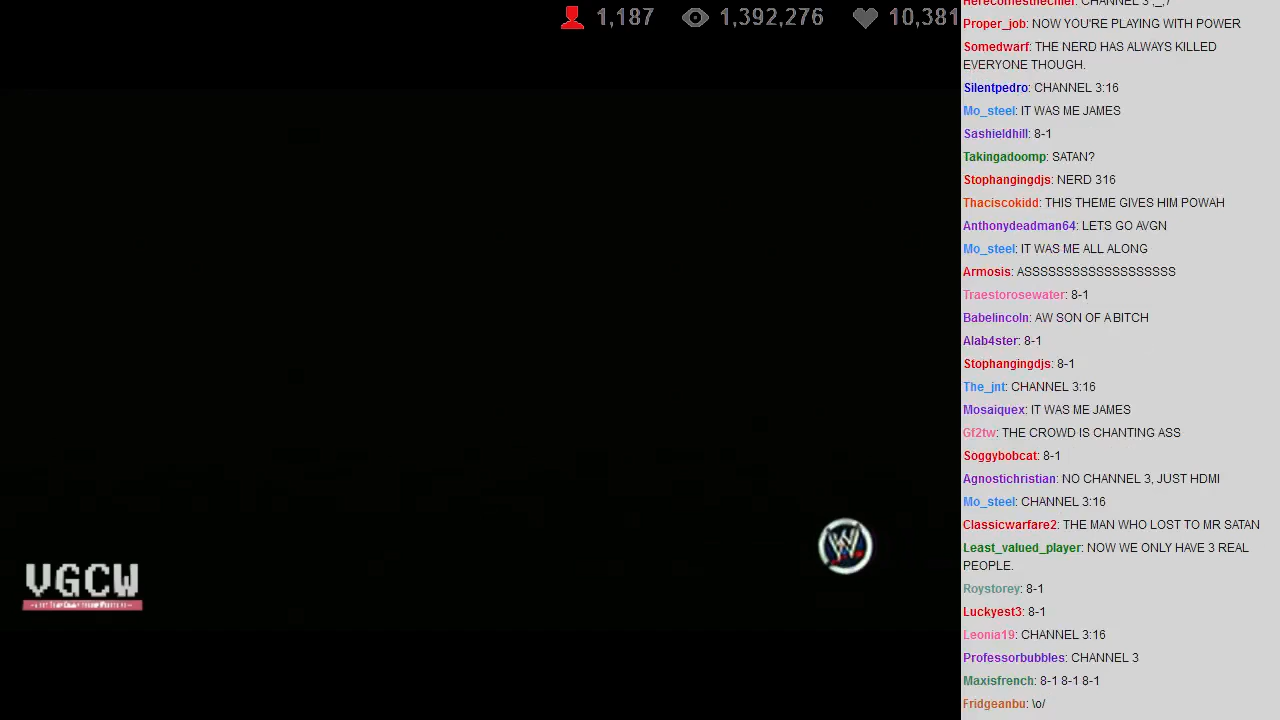 1,187 1,392,276 10,381
Herecomesthechief: CHANNEL 3 ;_;7
Proper_job: NOW YOU'RE PLAYING WITH POWER
Somedwarf: THE NERD HAS ALWAYS KILLED
EVERYONE THOUGH.
Silentpedro: CHANNEL 3:16
Mo_steel: IT WAS ME JAMES
Sashieldhill: 8-1
Takingadoomp: SATAN?
Stophangingdjs: NERD 316
Thaciscokidd: THIS THEME GIVES HIM POWAH
Anthonydeadman64: LETS GO AVGN
Mo_steel: IT WAS ME ALL ALONG
Armosis: ASSSSSSSSSSSSSSSSSSS
Traestorosewater: 8-1
Babelincoln: AW SON OF A BITCH
Alab4ster: 8-1
Stophangingdjs: 8-1
The_jnt: CHANNEL 3:16
Mosaiquex: IT WAS ME JAMES
Gf2tw: THE CROWD IS CHANTING ASS
Soggybobcat: 8-1
Agnostichristian: NO CHANNEL 3, JUST HDMI
Mo_steel: CHANNEL 3:16
Classicwarfare2: THE MAN WHO LOST TO MR SATAN
Least_valued_player: NOW WE ONLY HAVE 3 REAL
PEOPLE.
Roystorey: 8-1
Luckyest3: 8-1
Leonia19: CHANNEL 3:16
Professorbubbles: CHANNEL 3
Maxisfrench: 8-1 8-1 8-1
Fridgeanbu: \o/
W
VGCW